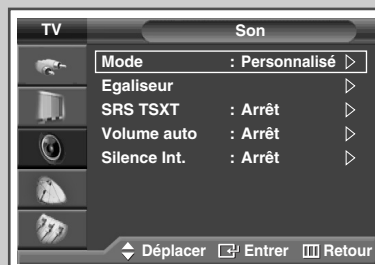 TV Son
Mode : Personnalisé
Egaliseur
SRS TSXT : Arrêt
Volume auto : Arrêt
Silence Int. : Arrêt
Déplacer Entrer Retour